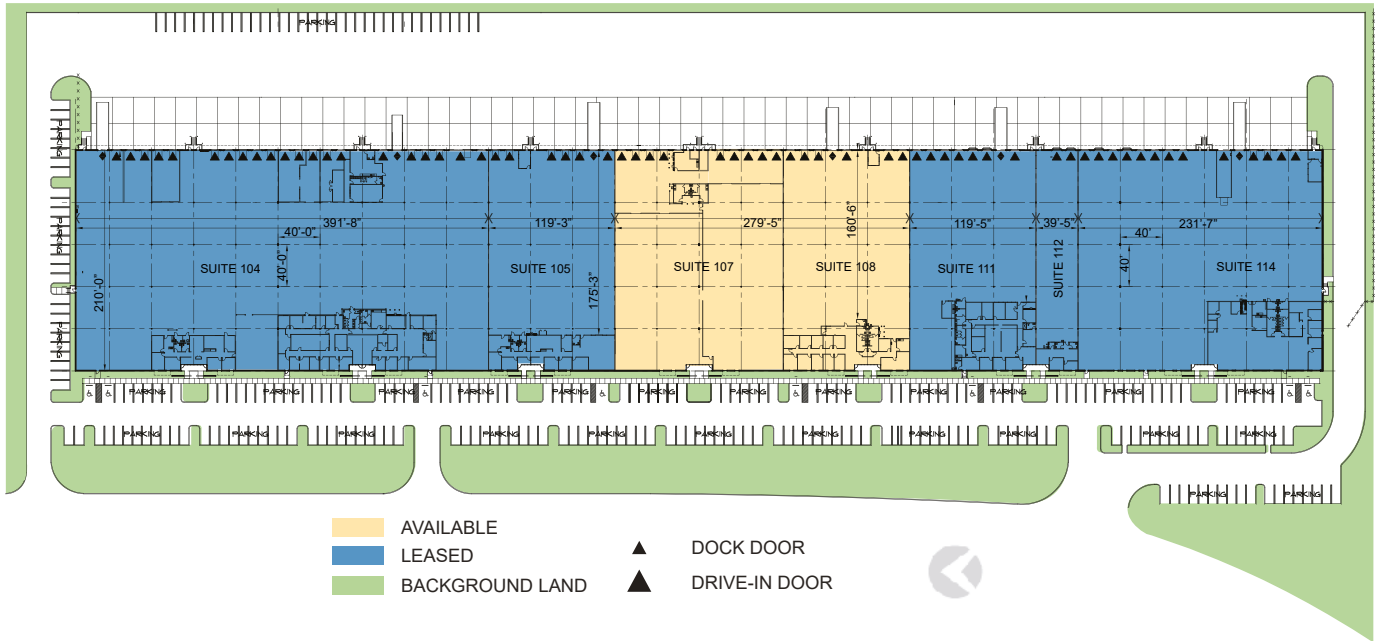 PARKING
PARKING
PARKING
PARKING
391'-8"
119'-3"
279'-5"
119'-5"
39'-5"
231'-7"
40'-0"
40'
160'-6"
40'-0"
40'
210'-0"
175'-3"
SUITE 104
SUITE 105
SUITE 107
SUITE 108
SUITE 111
SUITE 112
SUITE 114
PARKING PARKING PARKING PARKING PARKING PARKING PARKING PARKING PARKING PARKING PARKING
PARKING PARKING PARKING PARKING PARKING PARKING PARKING PARKING PARKING PARKING PARKING
PARKING PARKING
AVAILABLE
LEASED
BACKGROUND LAND
DOCK DOOR
DRIVE-IN DOOR